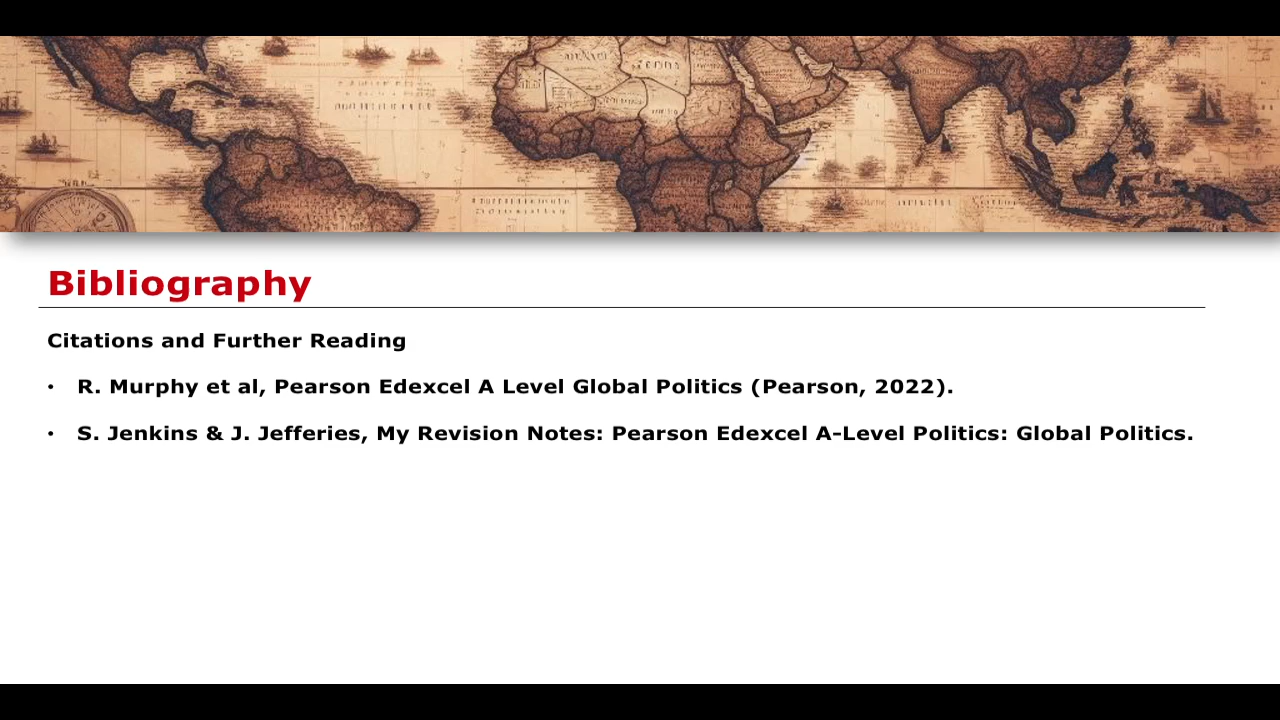 Bibliography
Citations and Further Reading
• R. Murphy et al, Pearson Edexcel A Level Global Politics (Pearson, 2022).
• S. Jenkins & J. Jefferies, My Revision Notes: Pearson Edexcel A-Level Politics: Global Politics.